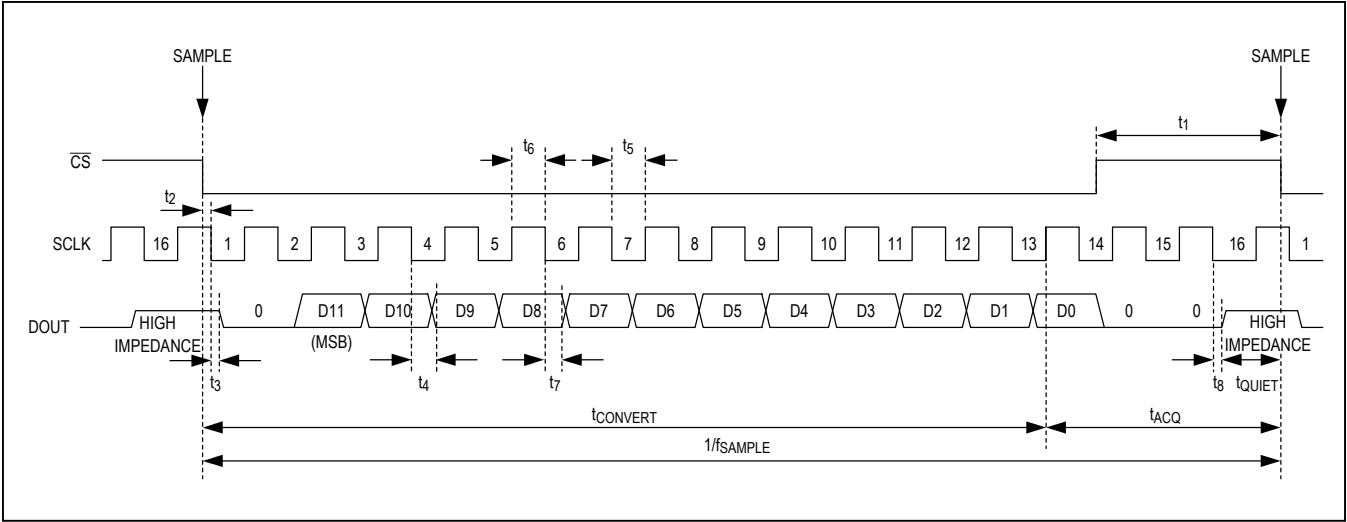 SAMPLE SAMPLE
t1
CS t6 t5
t2
SCLK 16 1 2 3 4 5 6 7 8 9 10 11 12 13 14 15 16 1
DOUT HIGH IMPEDANCE 0 D11 D10 D9 D8 D7 D6 D5 D4 D3 D2 D1 D0 0 0 HIGH IMPEDANCE
(MSB)
t3 t4 t7 t8 tQUIET
tCONVERT tACQ
1/fSAMPLE